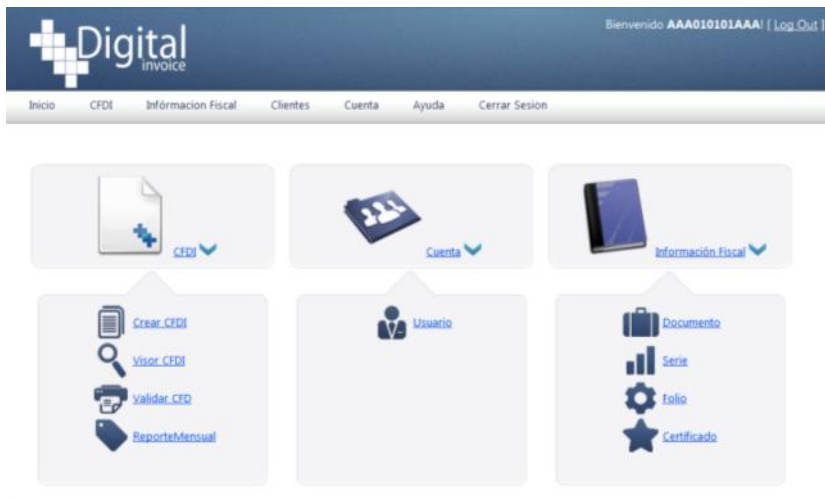 Bienvenido AAA010101AAA! [ Log Out ]
Digital
invoice
Inicio CFDI Infórmacion Fiscal Clientes Cuenta Ayuda Cerrar Sesion
CFDI Cuenta Información Fiscal
Crear CFDI Usuario Documento
Visor CFDI Serie
Validar CFD Folio
ReporteMensual Certificado